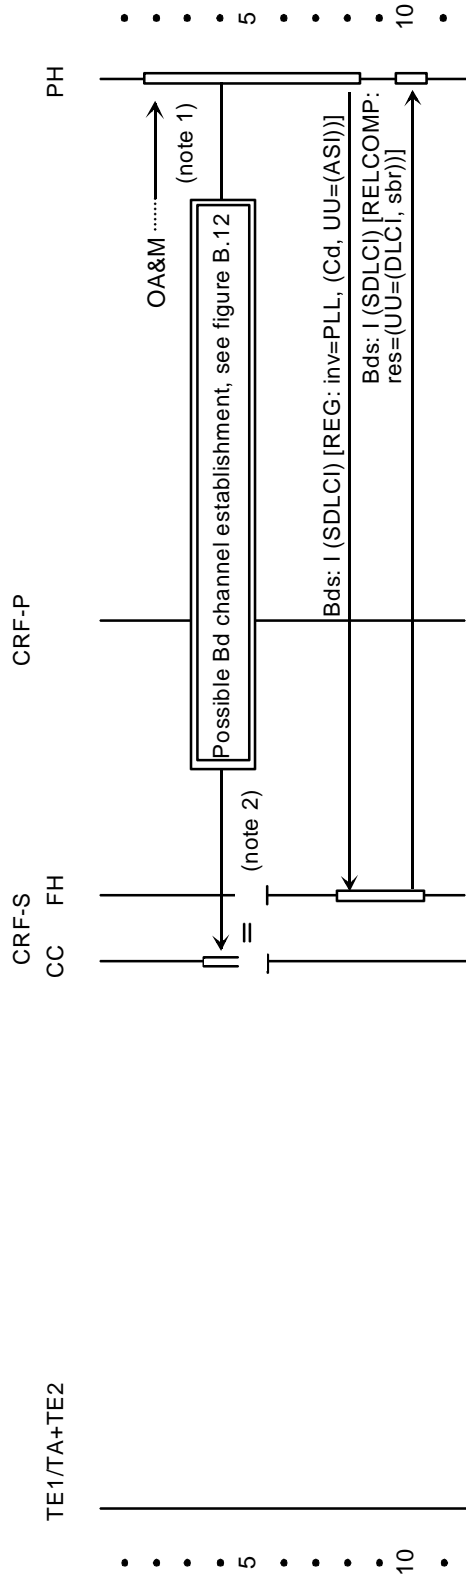 CRF-S
TE1/TA+TE2
CC
FH
CRF-P
PH
OA&M
(note 1)
5
Possible Bd channel establishment, see figure B.12
5
=
(note 2)
Bds: I (SDLCI) [REG: inv=PLL, (Cd, UU=(ASI))]
10
Bds: I (SDLCI) [RELCOMP:
res=(UU=(DLCI, sbr))]
10